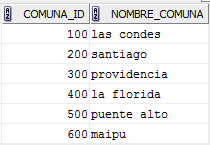 COMUNA_ID NOMBRE_COMUNA
100 las condes
200 santiago
300 providencia
400 la florida
500 puente alto
600 maipu